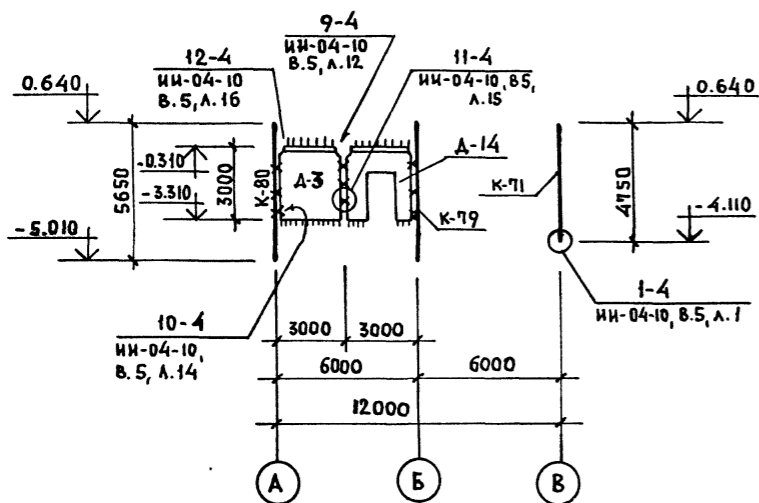 9-4
ИИ-04-10
В.5, Л.12
12-4
ИИ-04-10
В.5, Л.16
11-4
ИИ-04-10, В5,
Л.15
0.640
0.640
Д-14
-0.310
Д-3
К-71
5650
3000
К-80
4750
-3.310
К-79
-4.110
-5.010
1-4
ИИ-04-10, В.5, Л.1
10-4
ИИ-04-10,
В.5, Л.14
3000
3000
6000
6000
12000
А
Б
В